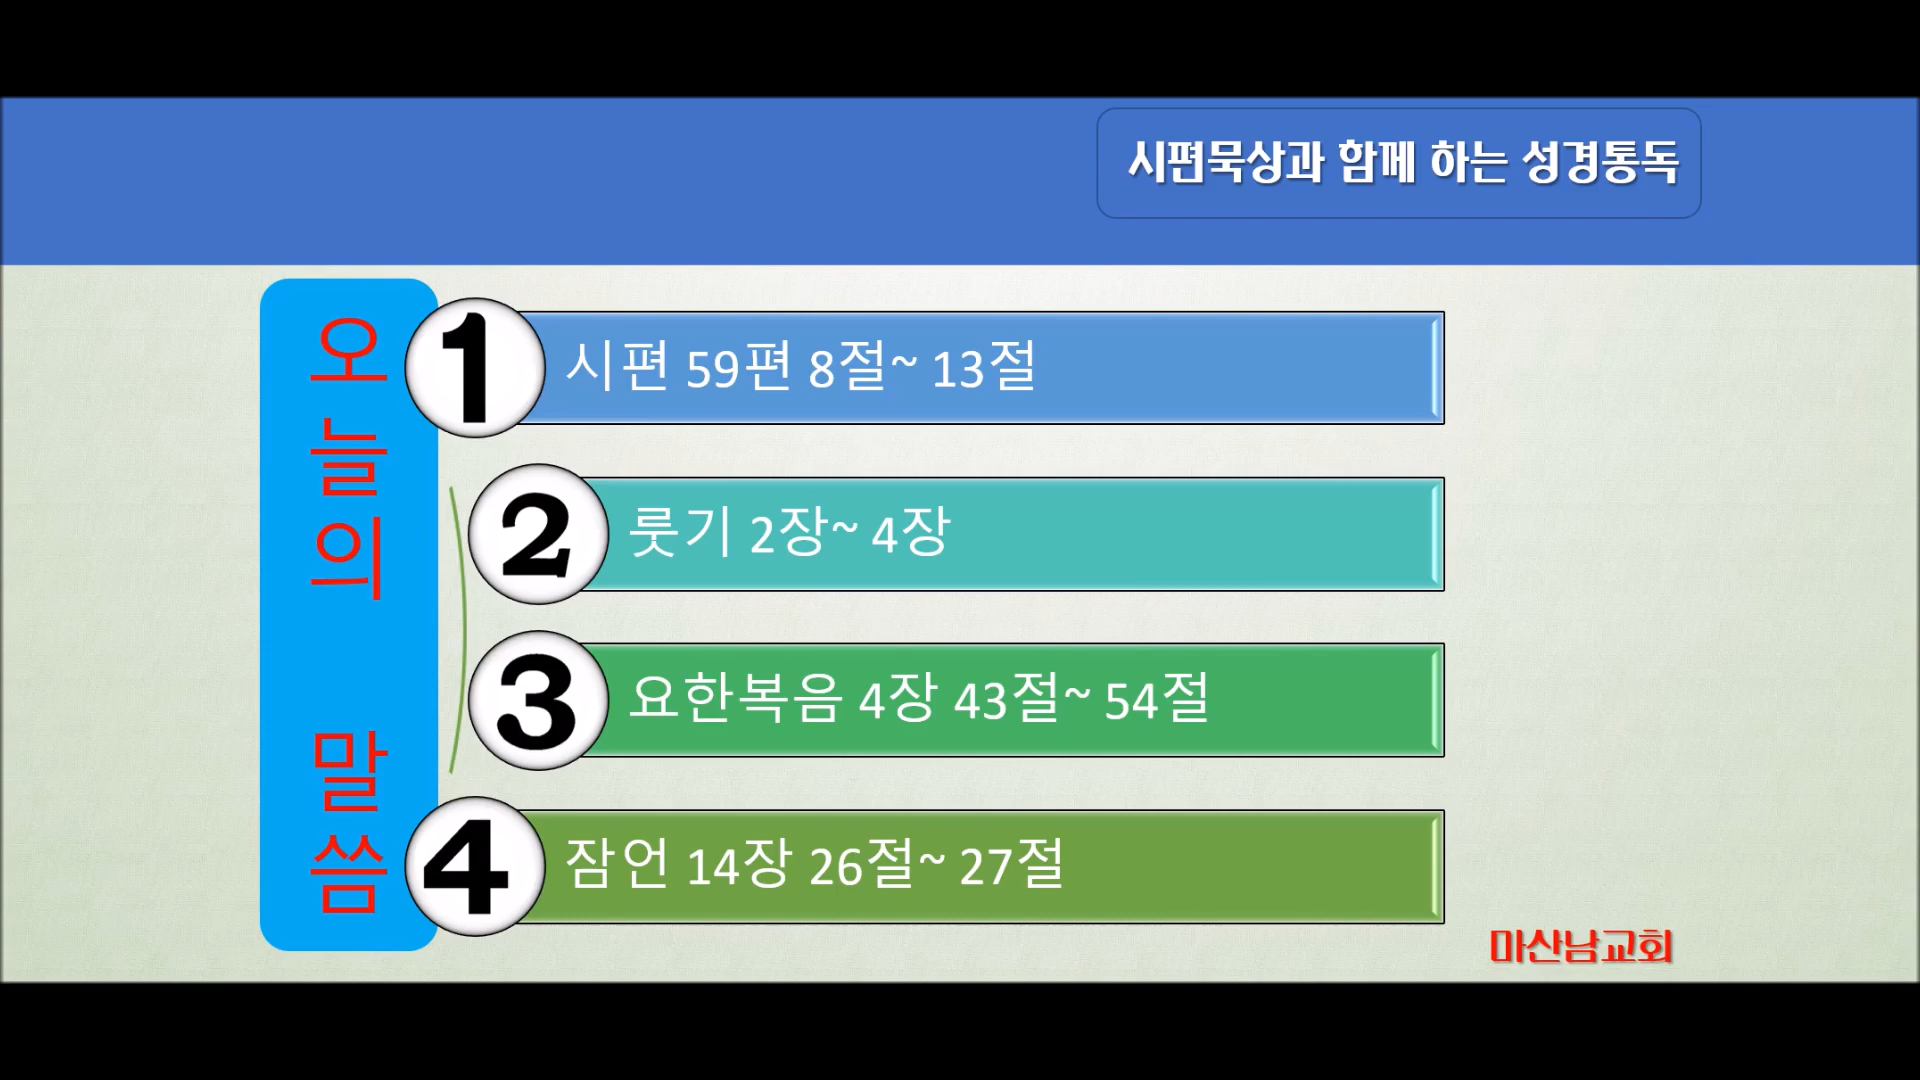 시편묵상과 함께 하는 성경통독
오늘의 말씀
1 시편 59편 8절~ 13절
2 룻기 2장~ 4장
3 요한복음 4장 43절~ 54절
4 잠언 14장 26절~ 27절
마산남교회